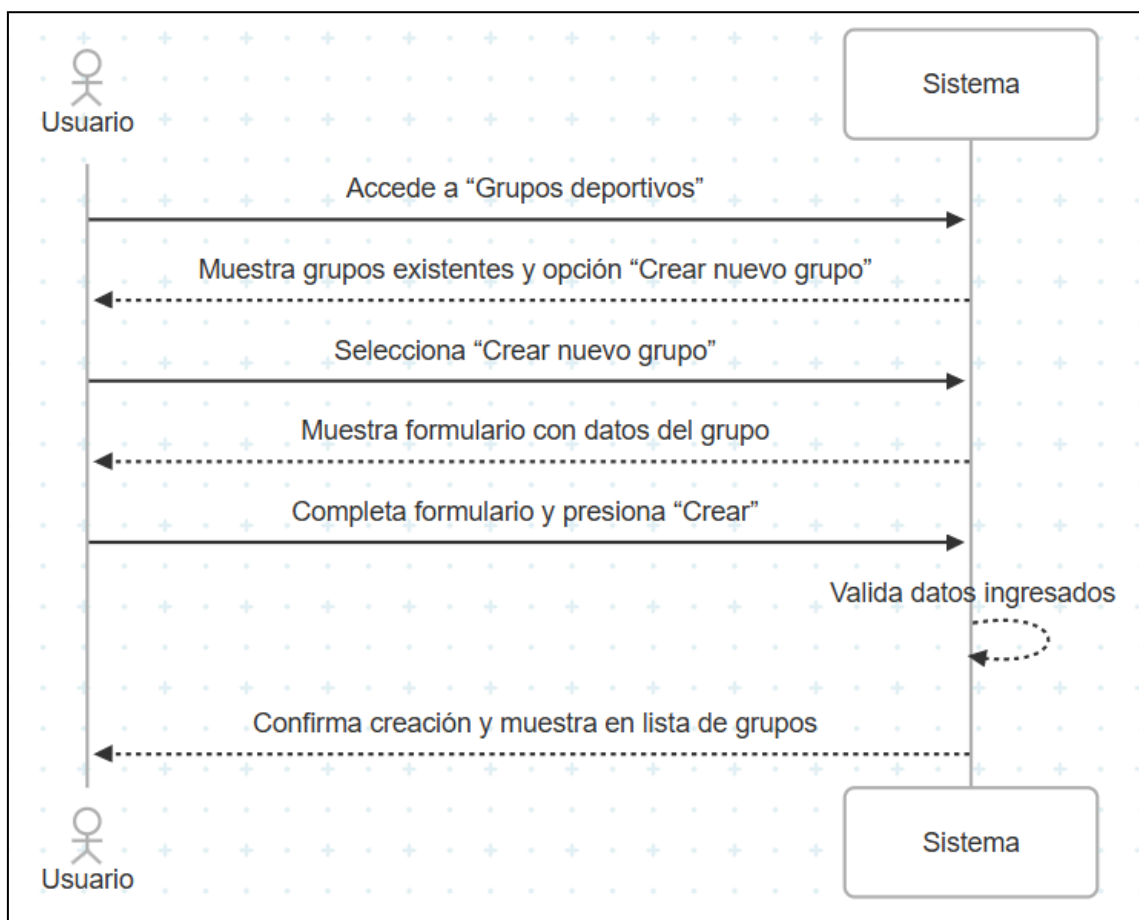 Usuario
Sistema
Accede a “Grupos deportivos”
Muestra grupos existentes y opción “Crear nuevo grupo”
Selecciona “Crear nuevo grupo”
Muestra formulario con datos del grupo
Completa formulario y presiona “Crear”
Valida datos ingresados
Confirma creación y muestra en lista de grupos
Usuario
Sistema